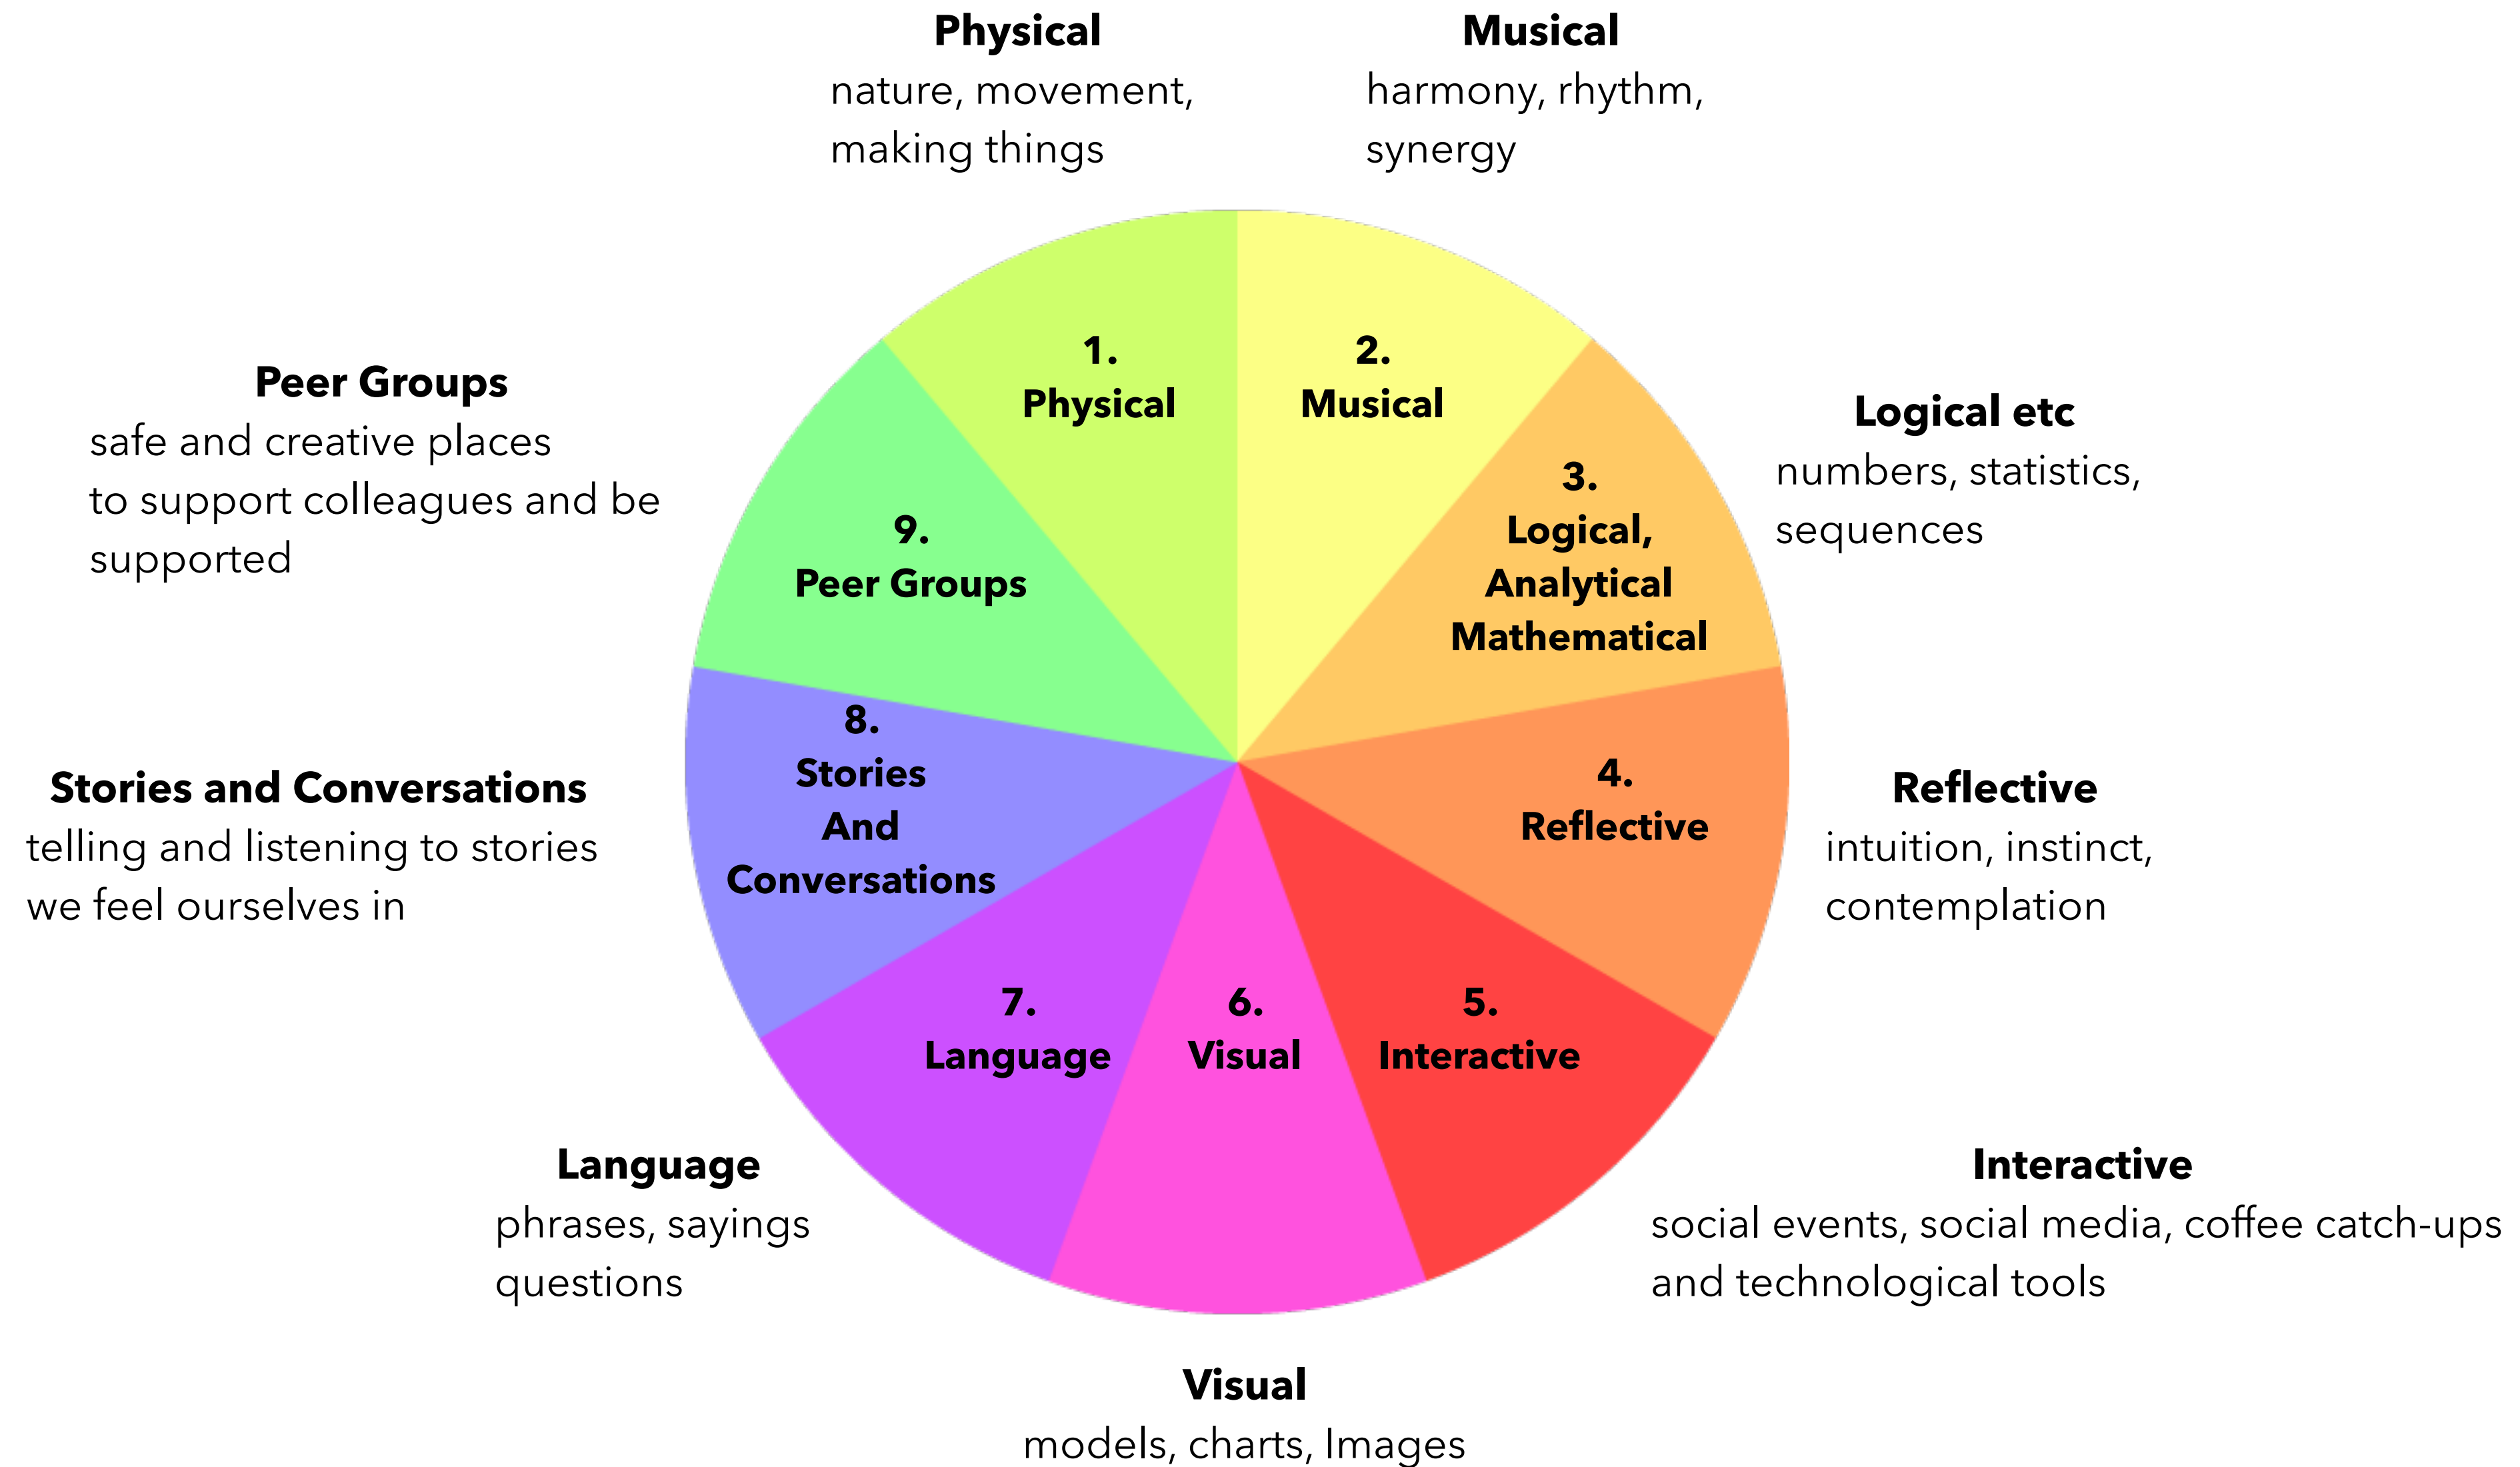 Physical
nature, movement,
making things
Musical
harmony, rhythm,
synergy
Logical etc
numbers, statistics,
sequences
Reflective
intuition, instinct,
contemplation
Interactive
social events, social media, coffee catch-ups
and technological tools
Visual
models, charts, Images
Language
phrases, sayings
questions
Stories and Conversations
telling and listening to stories
we feel ourselves in
Peer Groups
safe and creative places
to support colleagues and be
supported
1.
Physical
2.
Musical
3.
Logical,
Analytical
Mathematical
4.
Reflective
5.
Interactive
6.
Visual
7.
Language
8.
Stories
And
Conversations
9.
Peer Groups